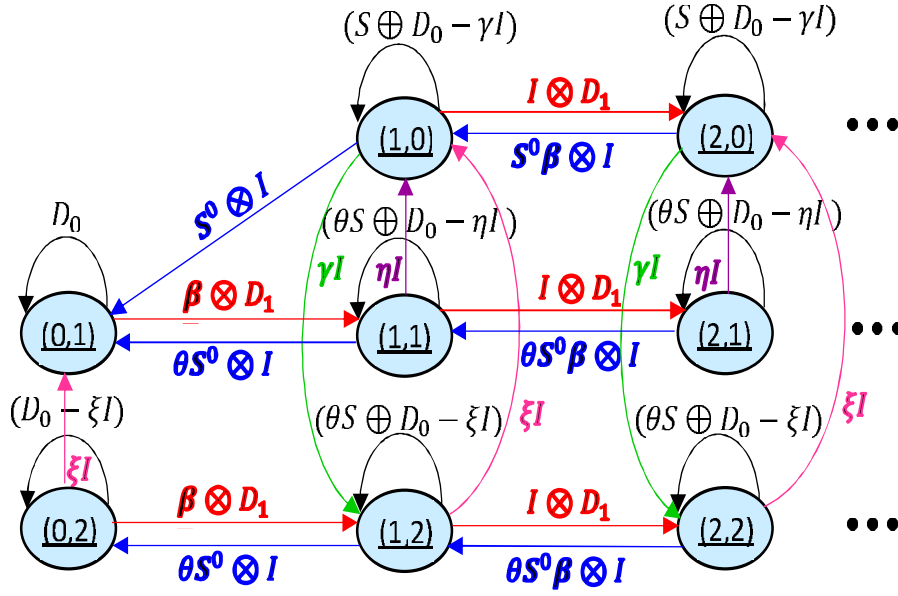 (S ⊕ D₀ − γI) (S ⊕ D₀ − γI)
I ⊗ D₁
(1,0) (2,0) •••
S⁰β ⊗ I
S⁰ ⊗ I
D₀ (θS ⊕ D₀ − ηI) (θS ⊕ D₀ − ηI)
γI ηI γI ηI
β ⊗ D₁ I ⊗ D₁
(0,1) (1,1) (2,1) •••
θS⁰ ⊗ I θS⁰β ⊗ I
(D₀ − ξI) (θS ⊕ D₀ − ξI) ξI (θS ⊕ D₀ − ξI) ξI
ξI
β ⊗ D₁ I ⊗ D₁
(0,2) (1,2) (2,2) •••
θS⁰ ⊗ I θS⁰β ⊗ I